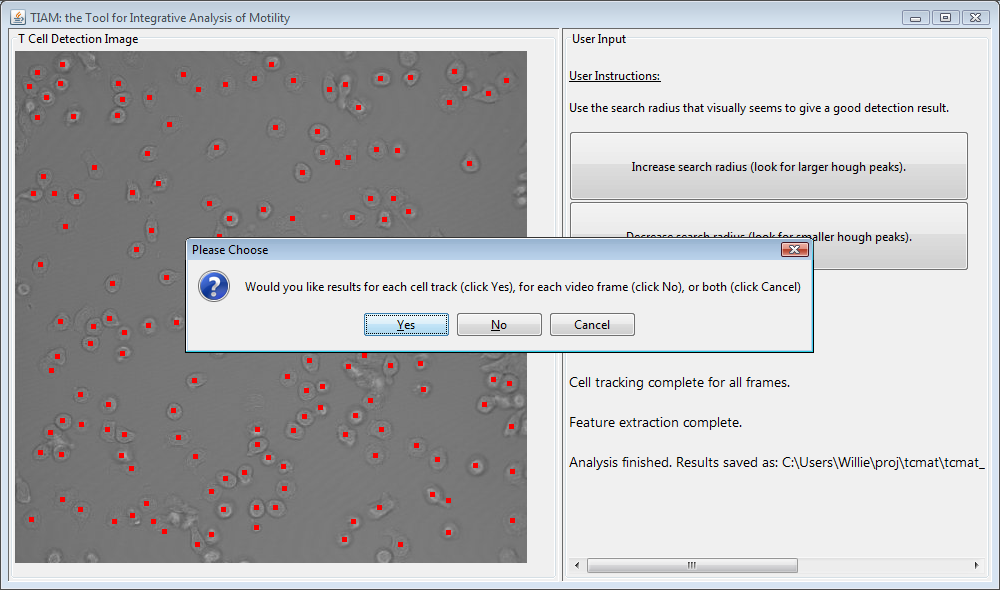 TIAM: the Tool for Integrative Analysis of Motility
T Cell Detection Image
User Input
User Instructions:
Use the search radius that visually seems to give a good detection result.
Increase search radius (look for larger hough peaks).
Decrease search radius (look for smaller hough peaks).
Please Choose
Would you like results for each cell track (click Yes), for each video frame (click No), or both (click Cancel)
Yes
No
Cancel
Cell tracking complete for all frames.
Feature extraction complete.
Analysis finished. Results saved as: C:\Users\Willie\proj\tcmat\tcmat_